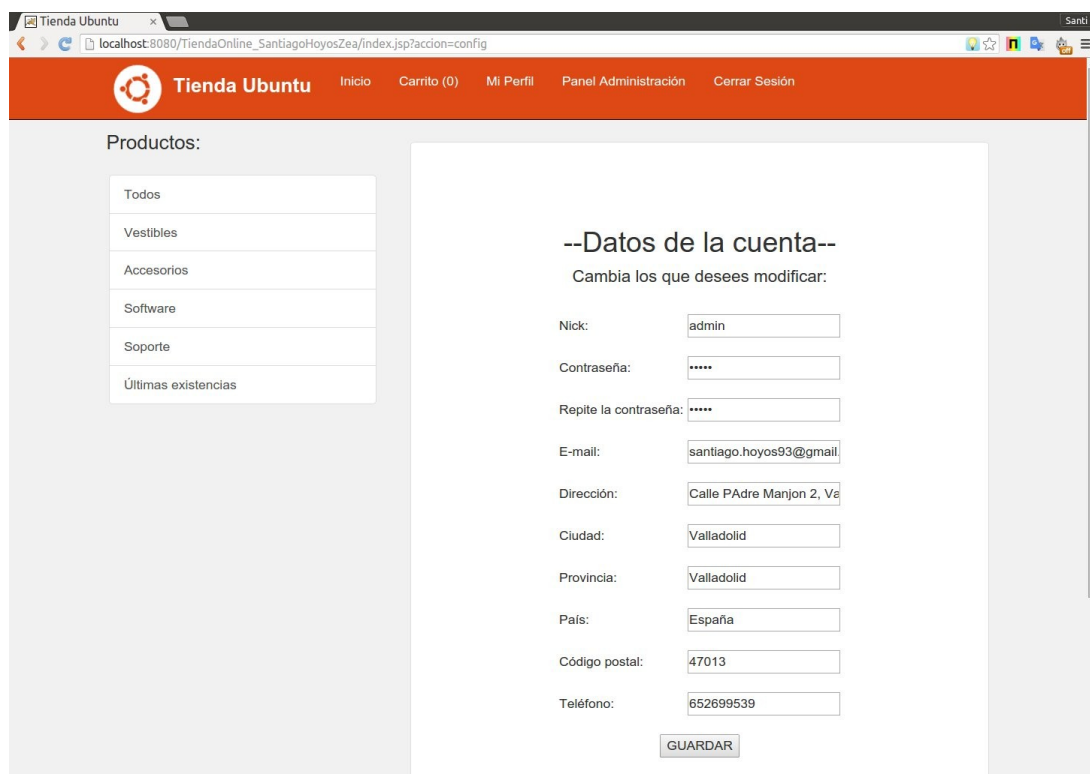 Tienda Ubuntu
Santi
localhost:8080/TiendaOnline_SantiagoHoyosZea/index.jsp?accion=config
Tienda Ubuntu Inicio Carrito (0) Mi Perfil Panel Administración Cerrar Sesión
Productos:
Todos
Vestibles
Accesorios
Software
Soporte
Últimas existencias
--Datos de la cuenta--
Cambia los que desees modificar:
Nick: admin
Contraseña: •••••
Repite la contraseña: •••••
E-mail: santiago.hoyos93@gmail.
Dirección: Calle PAdre Manjon 2, Va
Ciudad: Valladolid
Provincia: Valladolid
País: España
Código postal: 47013
Teléfono: 652699539
GUARDAR